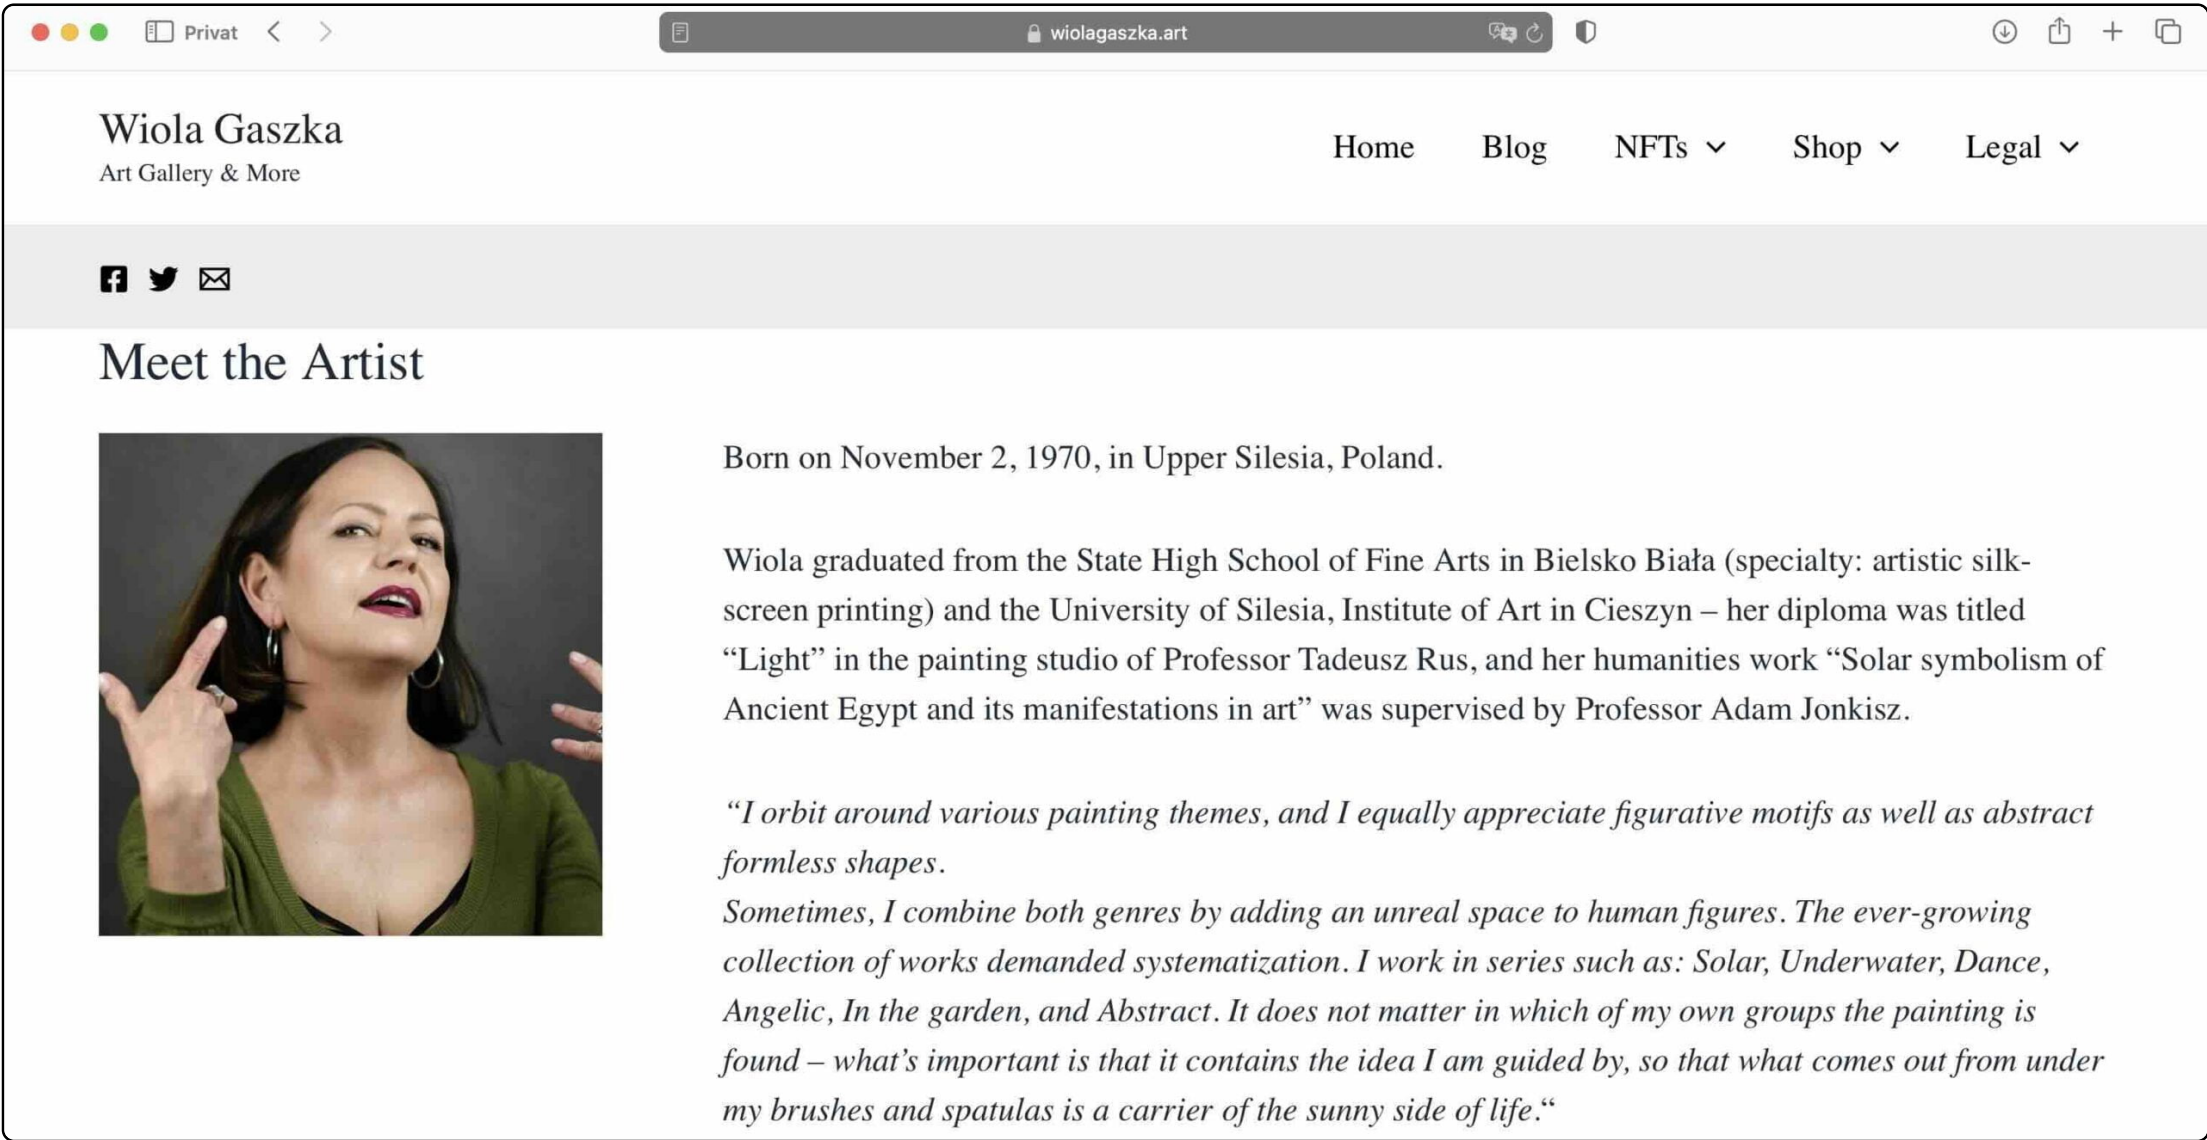 Privat
wiolagaszka.art
Wiola Gaszka
Art Gallery & More
Home Blog NFTs Shop Legal
Meet the Artist
Born on November 2, 1970, in Upper Silesia, Poland.
Wiola graduated from the State High School of Fine Arts in Bielsko Biała (specialty: artistic silk-
screen printing) and the University of Silesia, Institute of Art in Cieszyn – her diploma was titled
“Light” in the painting studio of Professor Tadeusz Rus, and her humanities work “Solar symbolism of
Ancient Egypt and its manifestations in art” was supervised by Professor Adam Jonkisz.
“I orbit around various painting themes, and I equally appreciate figurative motifs as well as abstract
formless shapes.
Sometimes, I combine both genres by adding an unreal space to human figures. The ever-growing
collection of works demanded systematization. I work in series such as: Solar, Underwater, Dance,
Angelic, In the garden, and Abstract. It does not matter in which of my own groups the painting is
found – what’s important is that it contains the idea I am guided by, so that what comes out from under
my brushes and spatulas is a carrier of the sunny side of life.“